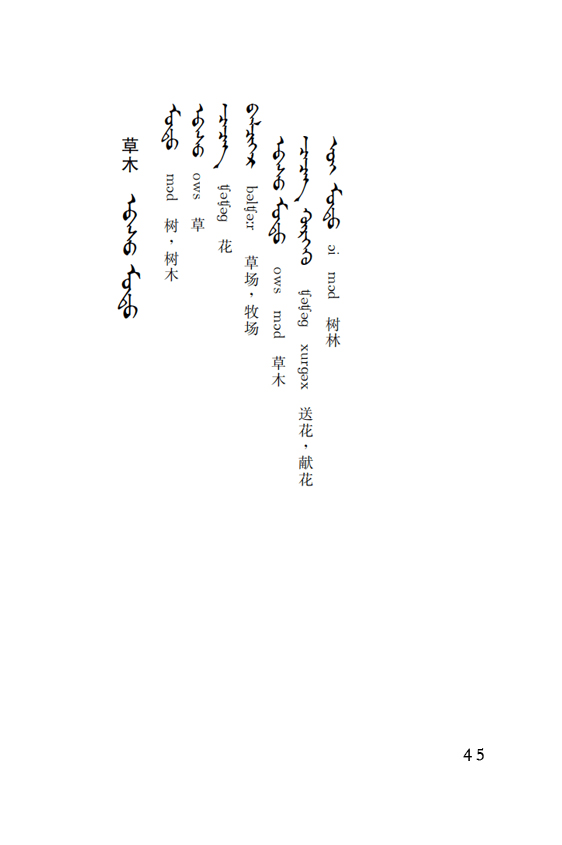 草木 ᠡᠪᠡᠰᠦ ᠮᠣᠳᠣ
ᠮᠣᠳᠣ mɔd 树，树木
ᠡᠪᠡᠰᠦ ows 草
ᠴᠡᠴᠡᠭ ʧəʧəg 花
ᠪᠡᠯᠴᠢᠭᠡᠷ bəlʧəːr 草场，牧场
ᠡᠪᠡᠰᠦ ᠮᠣᠳᠣ ows mɔd 草木
ᠴᠡᠴᠡᠭ ᠬᠦᠷᠭᠡᠬᠦ ʧəʧəg xurgəx 送花，献花
ᠣᠢ ᠮᠣᠳᠣ ɔi mɔd 树林
45